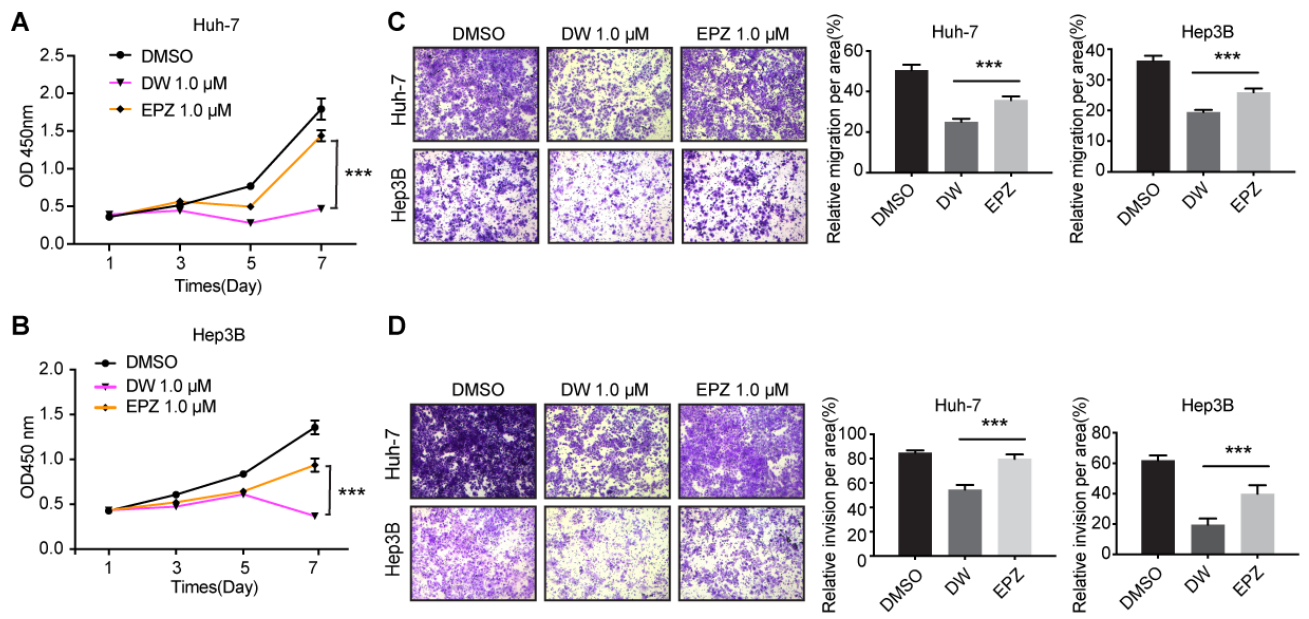 A
Huh-7
DMSO
DW 1.0 µM
EPZ 1.0 µM
2.5
2.0
1.5
1.0
0.5
0.0
OD 450nm
***
1 3 5 7
Times(Day)
B
Hep3B
DMSO
DW 1.0 µM
EPZ 1.0 µM
2.0
1.5
1.0
0.5
0.0
OD450 nm
***
1 3 5 7
Times(Day)
C
DMSO DW 1.0 µM EPZ 1.0 µM
Huh-7
Hep3B
Huh-7
Relative migration per area(%)
60
40
20
0
***
DMSO DW EPZ
Hep3B
Relative migration per area(%)
40
30
20
10
0
***
DMSO DW EPZ
D
DMSO DW 1.0 µM EPZ 1.0 µM
Huh-7
Hep3B
Huh-7
Relative invision per area(%)
100
80
60
40
20
0
***
DMSO DW EPZ
Hep3B
Relative invision per area(%)
80
60
40
20
0
***
DMSO DW EPZ